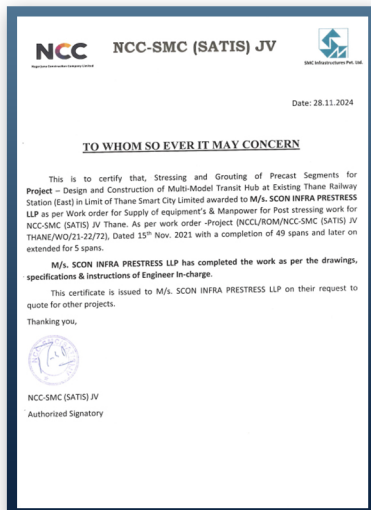 NCC
Nagarjuna Construction Company Limited
NCC-SMC (SATIS) JV
SMC Infrastructures Pvt. Ltd.
Date: 28.11.2024
TO WHOM SO EVER IT MAY CONCERN
This is to certify that, Stressing and Grouting of Precast Segments for
Project – Design and Construction of Multi-Model Transit Hub at Existing Thane Railway
Station (East) in Limit of Thane Smart City Limited awarded to M/s. SCON INFRA PRESTRESS
LLP as per Work order for Supply of equipment's & Manpower for Post stressing work for
NCC-SMC (SATIS) JV Thane. As per work order -Project (NCCL/ROM/NCC-SMC (SATIS) JV
THANE/WO/21-22/72), Dated 15th Nov. 2021 with a completion of 49 spans and later on
extended for 5 spans.
M/s. SCON INFRA PRESTRESS LLP has completed the work as per the drawings,
specifications & instructions of Engineer In-charge.
This certificate is issued to M/s. SCON INFRA PRESTRESS LLP on their request to
quote for other projects.
Thanking you,
NCC-SMC (SATIS) JV
Authorized Signatory